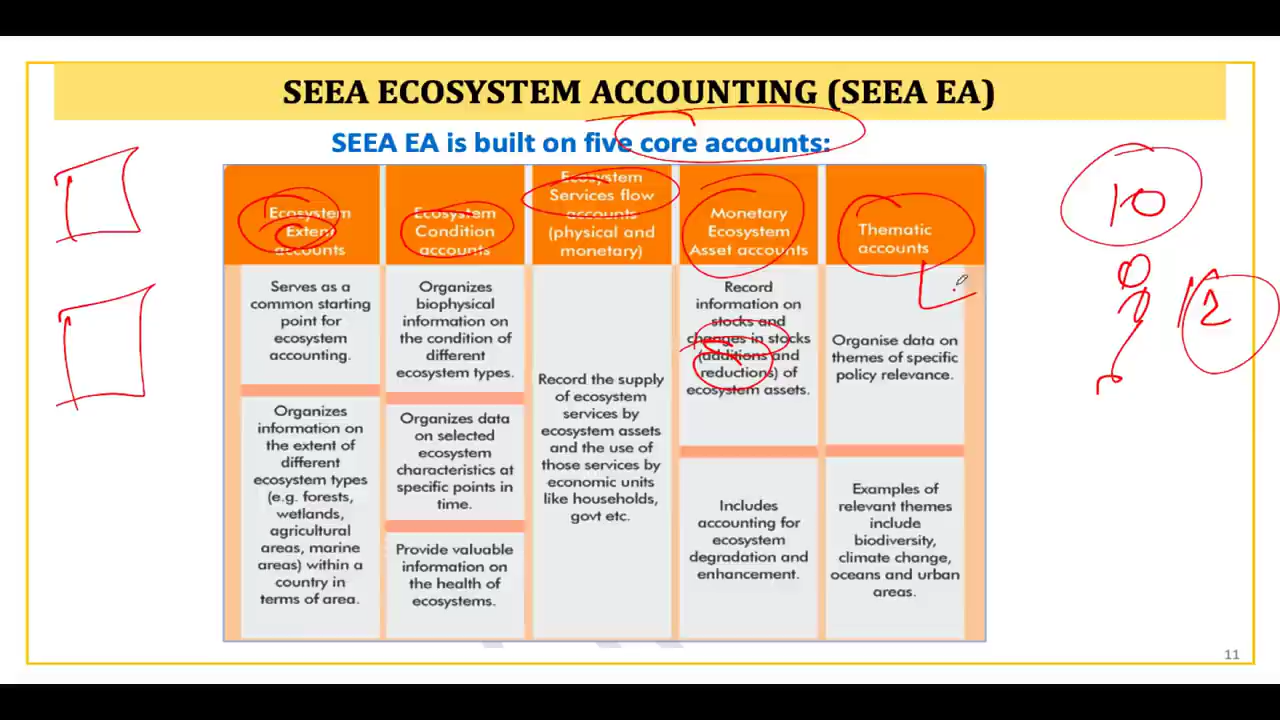 SEEA ECOSYSTEM ACCOUNTING (SEEA EA)
SEEA EA is built on five core accounts:
Ecosystem
Extent
accounts
Ecosystem
Condition
accounts
Ecosystem
Services flow
accounts
(physical and
monetary)
Monetary
Ecosystem
Asset accounts
Thematic
accounts
Serves as a
common starting
point for
ecosystem
accounting.
Organizes
information on
the extent of
different
ecosystem types
(e.g. forests,
wetlands,
agricultural
areas, marine
areas) within a
country in
terms of area.
Organizes
biophysical
information on
the condition of
different
ecosystem types.
Organizes data
on selected
ecosystem
characteristics at
specific points in
time.
Provide valuable
information on
the health of
ecosystems.
Record the supply
of ecosystem
services by
ecosystem assets
and the use of
those services by
economic units
like households,
govt etc.
Record
information on
stocks and
changes in stocks
(additions and
reductions) of
ecosystem assets.
Includes
accounting for
ecosystem
degradation and
enhancement.
Organise data on
themes of specific
policy relevance.
Examples of
relevant themes
include
biodiversity,
climate change,
oceans and urban
areas.
10
2
11